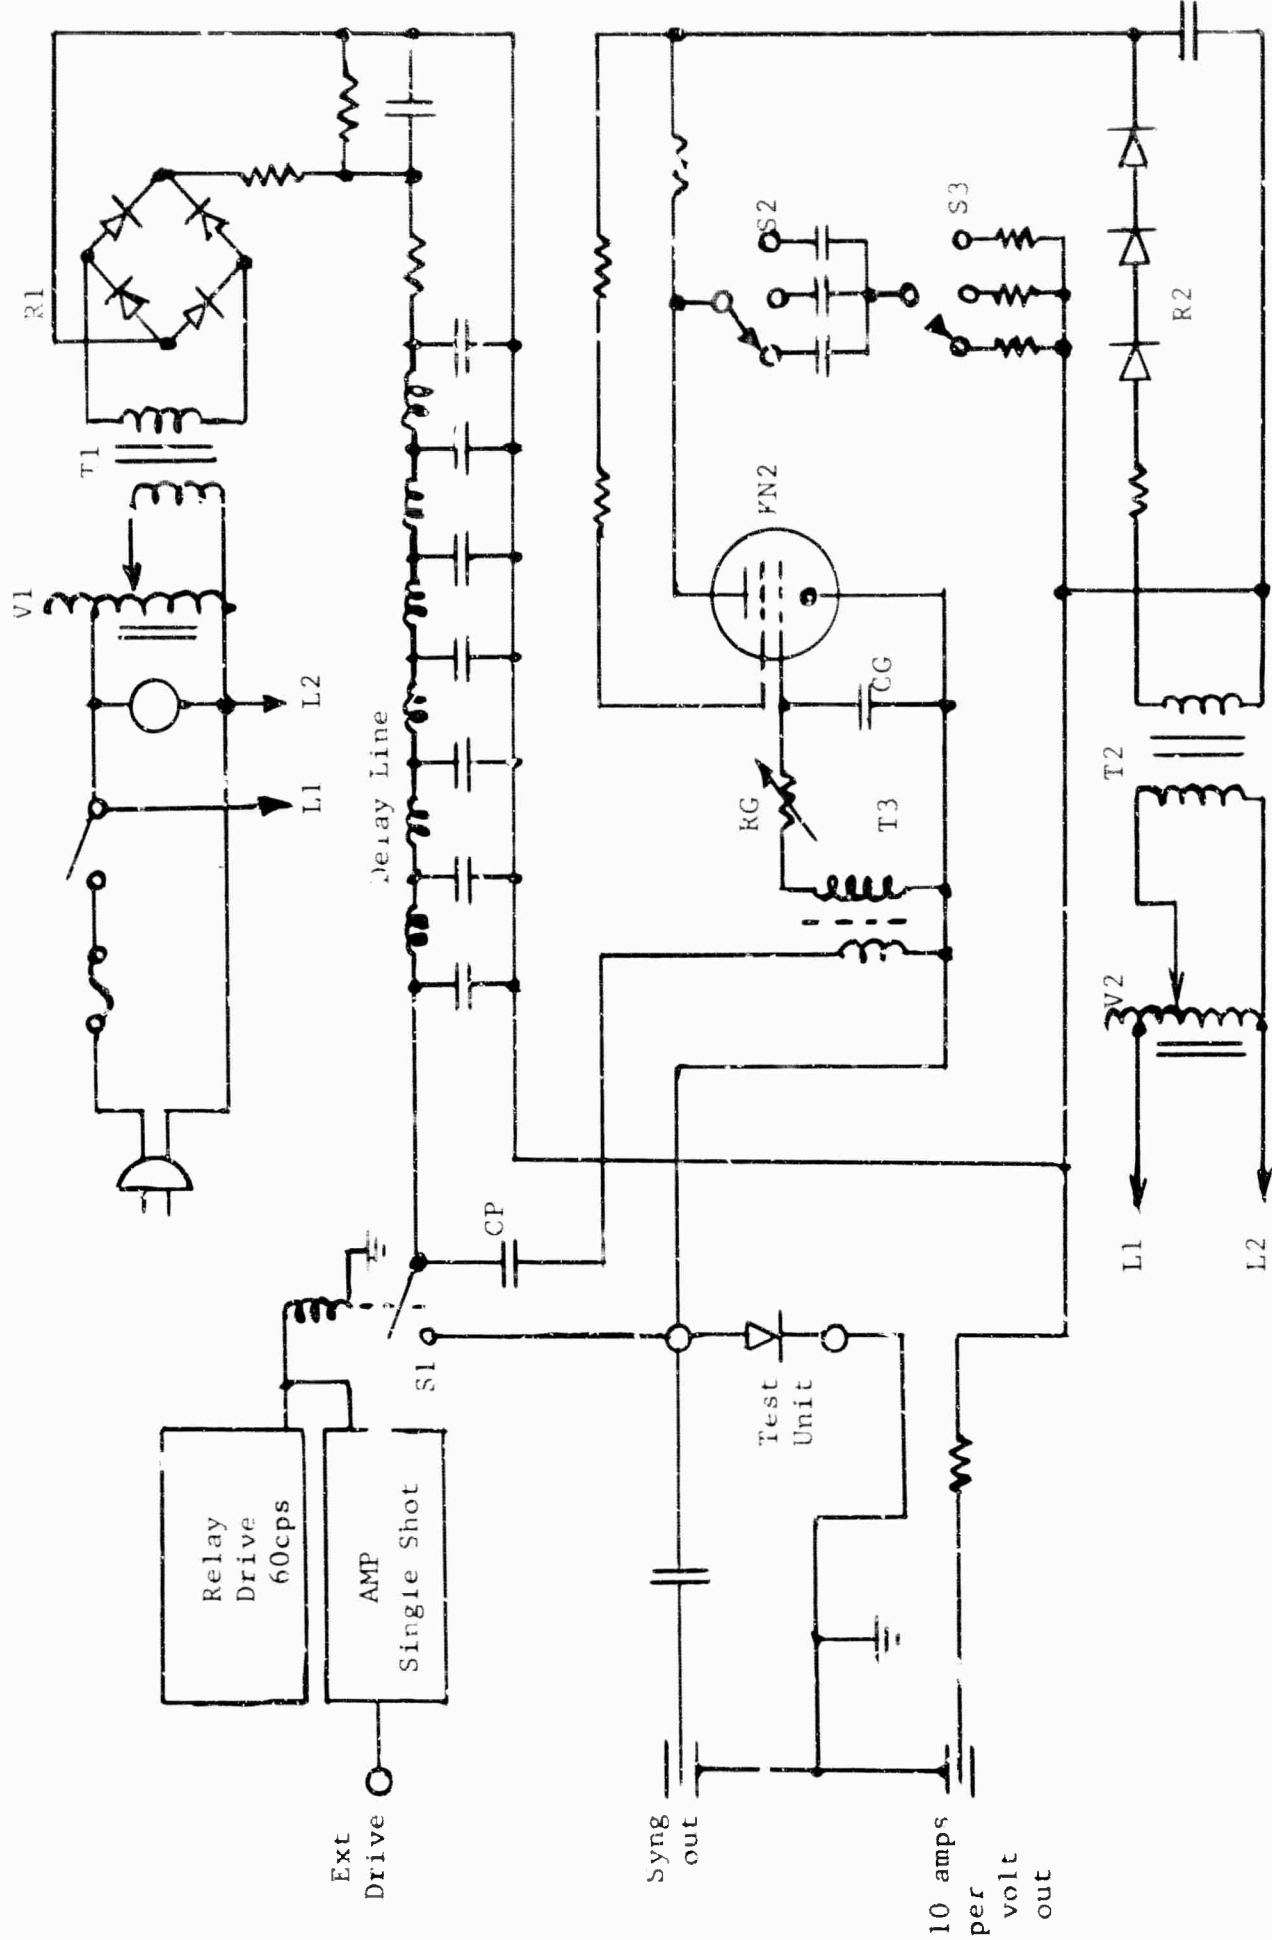 R1
T1
V1
L2
L1
Delay Line
S2
S3
R2
KN2
CG
RG
T3
T2
V2
L1
L2
CP
S1
Relay
Drive
60cps
AMP
Single Shot
Test
Unit
Ext
Drive
Syng
out
10 amps
per
volt
out